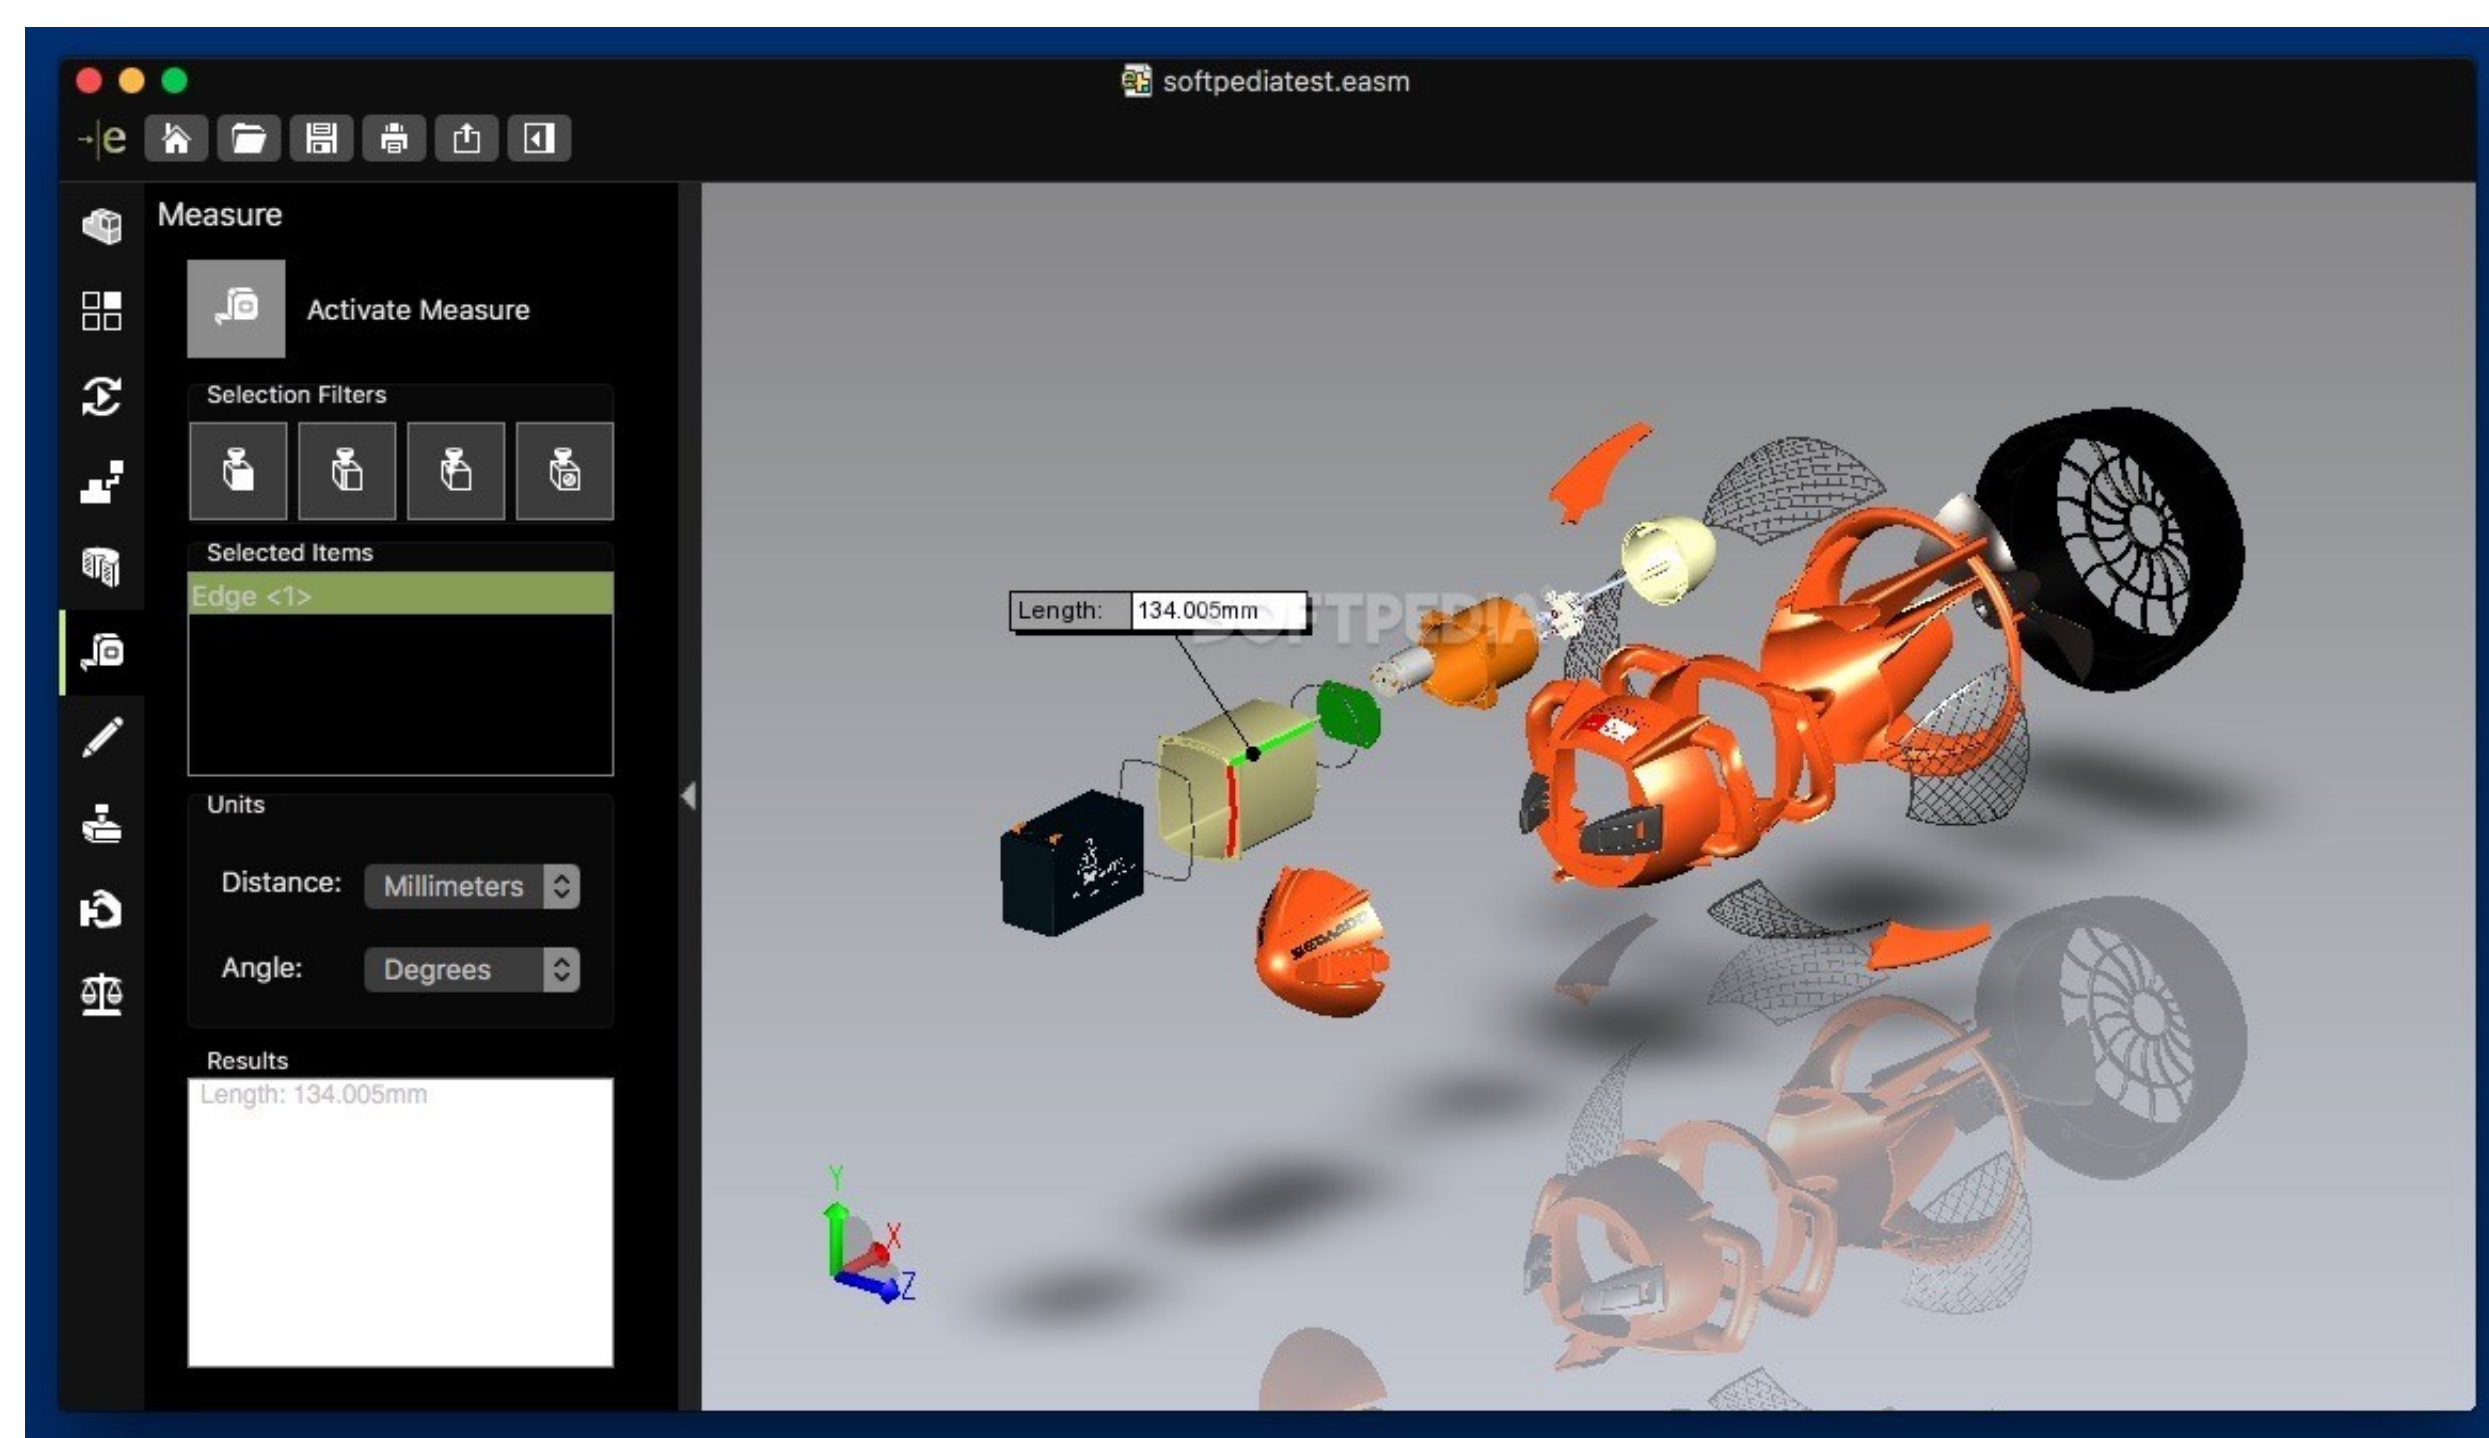 softpediatest.easm
e
Measure
Activate Measure
Selection Filters
Selected Items
Edge <1>
Units
Distance: Millimeters
Angle: Degrees
Results
Length: 134.005mm
Length: 134.005mm
SOFTPEDIA
Y
X
Z